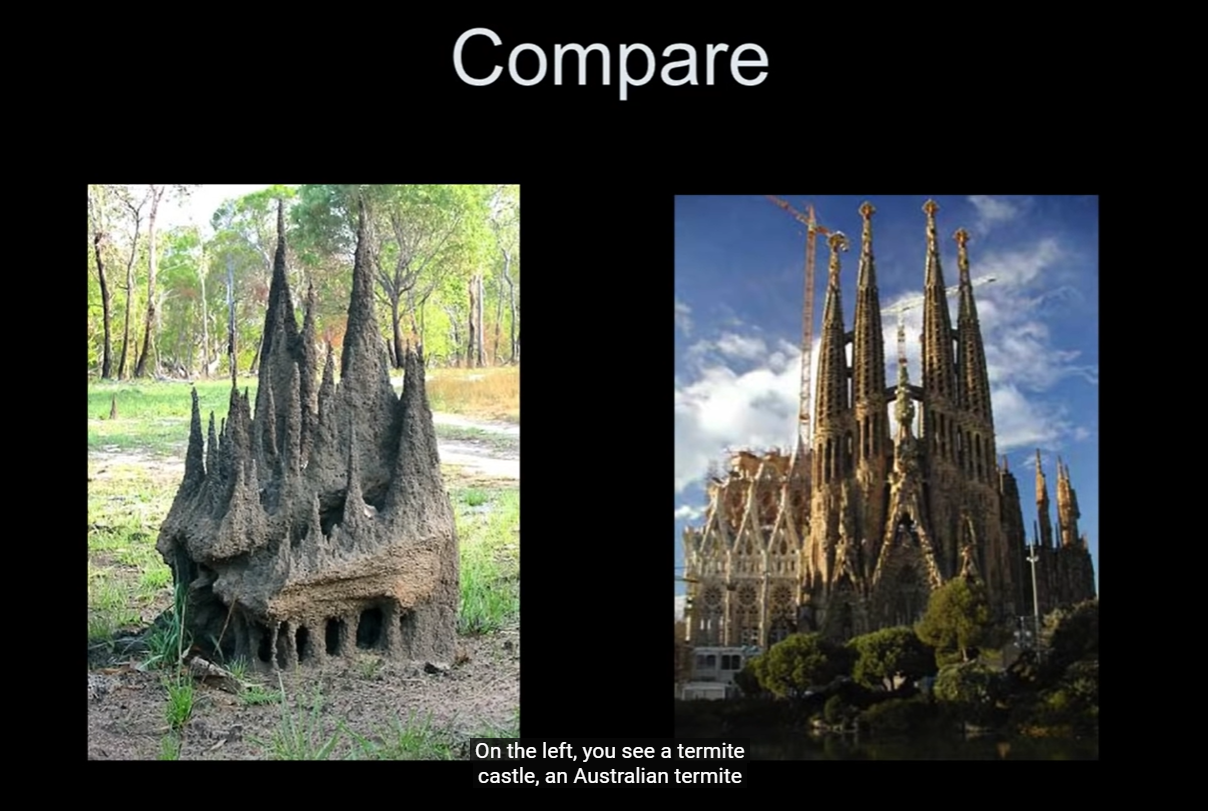 Compare
On the left, you see a termite
castle, an Australian termite